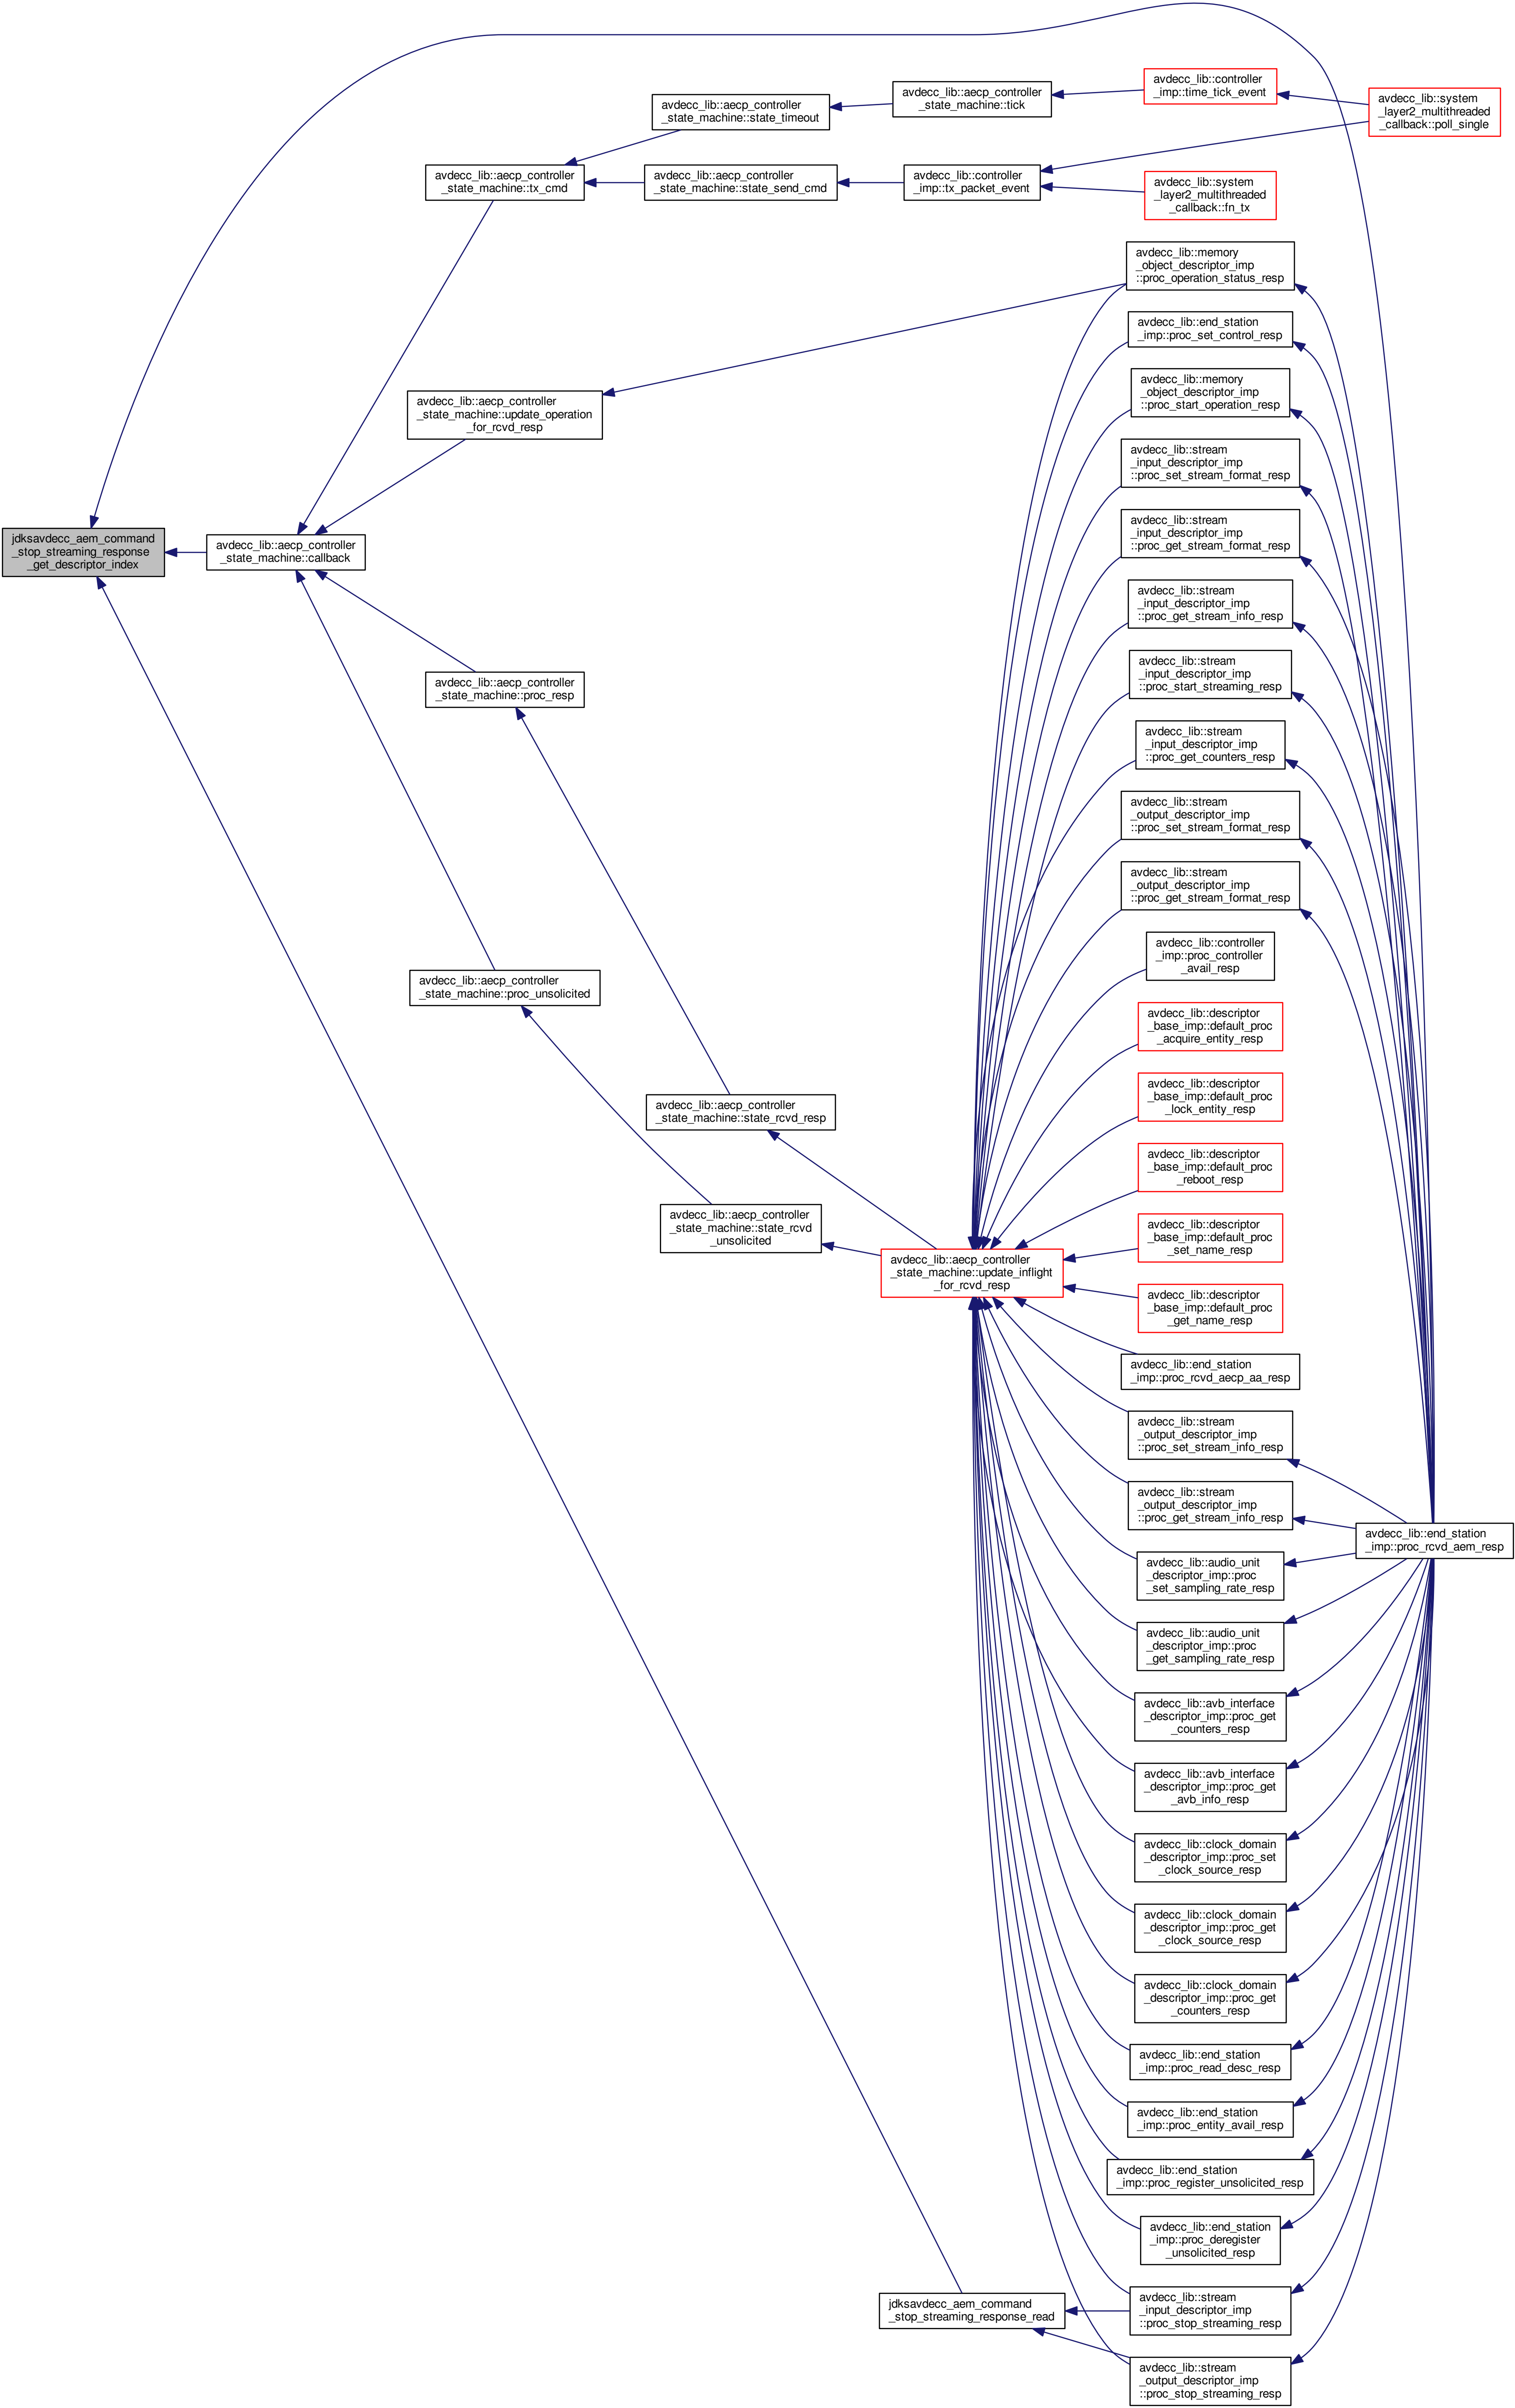 jdksavdecc_aem_command
_stop_streaming_response
_get_descriptor_index
avdecc_lib::aecp_controller
_state_machine::callback
avdecc_lib::aecp_controller
_state_machine::tx_cmd
avdecc_lib::aecp_controller
_state_machine::state_timeout
avdecc_lib::aecp_controller
_state_machine::tick
avdecc_lib::controller
_imp::time_tick_event
avdecc_lib::system
_layer2_multithreaded
_callback::poll_single
avdecc_lib::aecp_controller
_state_machine::state_send_cmd
avdecc_lib::controller
_imp::tx_packet_event
avdecc_lib::system
_layer2_multithreaded
_callback::fn_tx
avdecc_lib::aecp_controller
_state_machine::update_operation
_for_rcvd_resp
avdecc_lib::memory
_object_descriptor_imp
::proc_operation_status_resp
avdecc_lib::end_station
_imp::proc_set_control_resp
avdecc_lib::memory
_object_descriptor_imp
::proc_start_operation_resp
avdecc_lib::stream
_input_descriptor_imp
::proc_set_stream_format_resp
avdecc_lib::stream
_input_descriptor_imp
::proc_get_stream_format_resp
avdecc_lib::stream
_input_descriptor_imp
::proc_get_stream_info_resp
avdecc_lib::stream
_input_descriptor_imp
::proc_start_streaming_resp
avdecc_lib::stream
_input_descriptor_imp
::proc_get_counters_resp
avdecc_lib::stream
_output_descriptor_imp
::proc_set_stream_format_resp
avdecc_lib::stream
_output_descriptor_imp
::proc_get_stream_format_resp
avdecc_lib::controller
_imp::proc_controller
_avail_resp
avdecc_lib::descriptor
_base_imp::default_proc
_acquire_entity_resp
avdecc_lib::descriptor
_base_imp::default_proc
_lock_entity_resp
avdecc_lib::descriptor
_base_imp::default_proc
_reboot_resp
avdecc_lib::descriptor
_base_imp::default_proc
_set_name_resp
avdecc_lib::descriptor
_base_imp::default_proc
_get_name_resp
avdecc_lib::aecp_controller
_state_machine::proc_resp
avdecc_lib::aecp_controller
_state_machine::proc_unsolicited
avdecc_lib::aecp_controller
_state_machine::state_rcvd_resp
avdecc_lib::aecp_controller
_state_machine::state_rcvd
_unsolicited
avdecc_lib::aecp_controller
_state_machine::update_inflight
_for_rcvd_resp
avdecc_lib::end_station
_imp::proc_rcvd_aecp_aa_resp
avdecc_lib::stream
_output_descriptor_imp
::proc_set_stream_info_resp
avdecc_lib::stream
_output_descriptor_imp
::proc_get_stream_info_resp
avdecc_lib::end_station
_imp::proc_rcvd_aem_resp
avdecc_lib::audio_unit
_descriptor_imp::proc
_set_sampling_rate_resp
avdecc_lib::audio_unit
_descriptor_imp::proc
_get_sampling_rate_resp
avdecc_lib::avb_interface
_descriptor_imp::proc_get
_counters_resp
avdecc_lib::avb_interface
_descriptor_imp::proc_get
_avb_info_resp
avdecc_lib::clock_domain
_descriptor_imp::proc_set
_clock_source_resp
avdecc_lib::clock_domain
_descriptor_imp::proc_get
_clock_source_resp
avdecc_lib::clock_domain
_descriptor_imp::proc_get
_counters_resp
avdecc_lib::end_station
_imp::proc_read_desc_resp
avdecc_lib::end_station
_imp::proc_entity_avail_resp
avdecc_lib::end_station
_imp::proc_register_unsolicited_resp
avdecc_lib::end_station
_imp::proc_deregister
_unsolicited_resp
jdksavdecc_aem_command
_stop_streaming_response_read
avdecc_lib::stream
_input_descriptor_imp
::proc_stop_streaming_resp
avdecc_lib::stream
_output_descriptor_imp
::proc_stop_streaming_resp